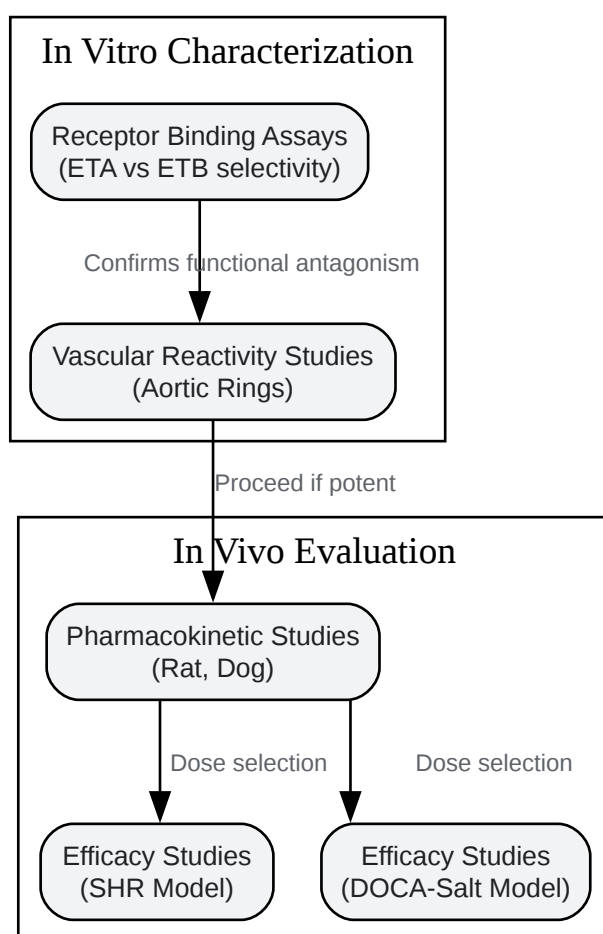 In Vitro Characterization
Receptor Binding Assays
(ETA vs ETB selectivity)
Confirms functional antagonism
Vascular Reactivity Studies
(Aortic Rings)
Proceed if potent
In Vivo Evaluation
Pharmacokinetic Studies
(Rat, Dog)
Dose selection
Dose selection
Efficacy Studies
(SHR Model)
Efficacy Studies
(DOCA-Salt Model)